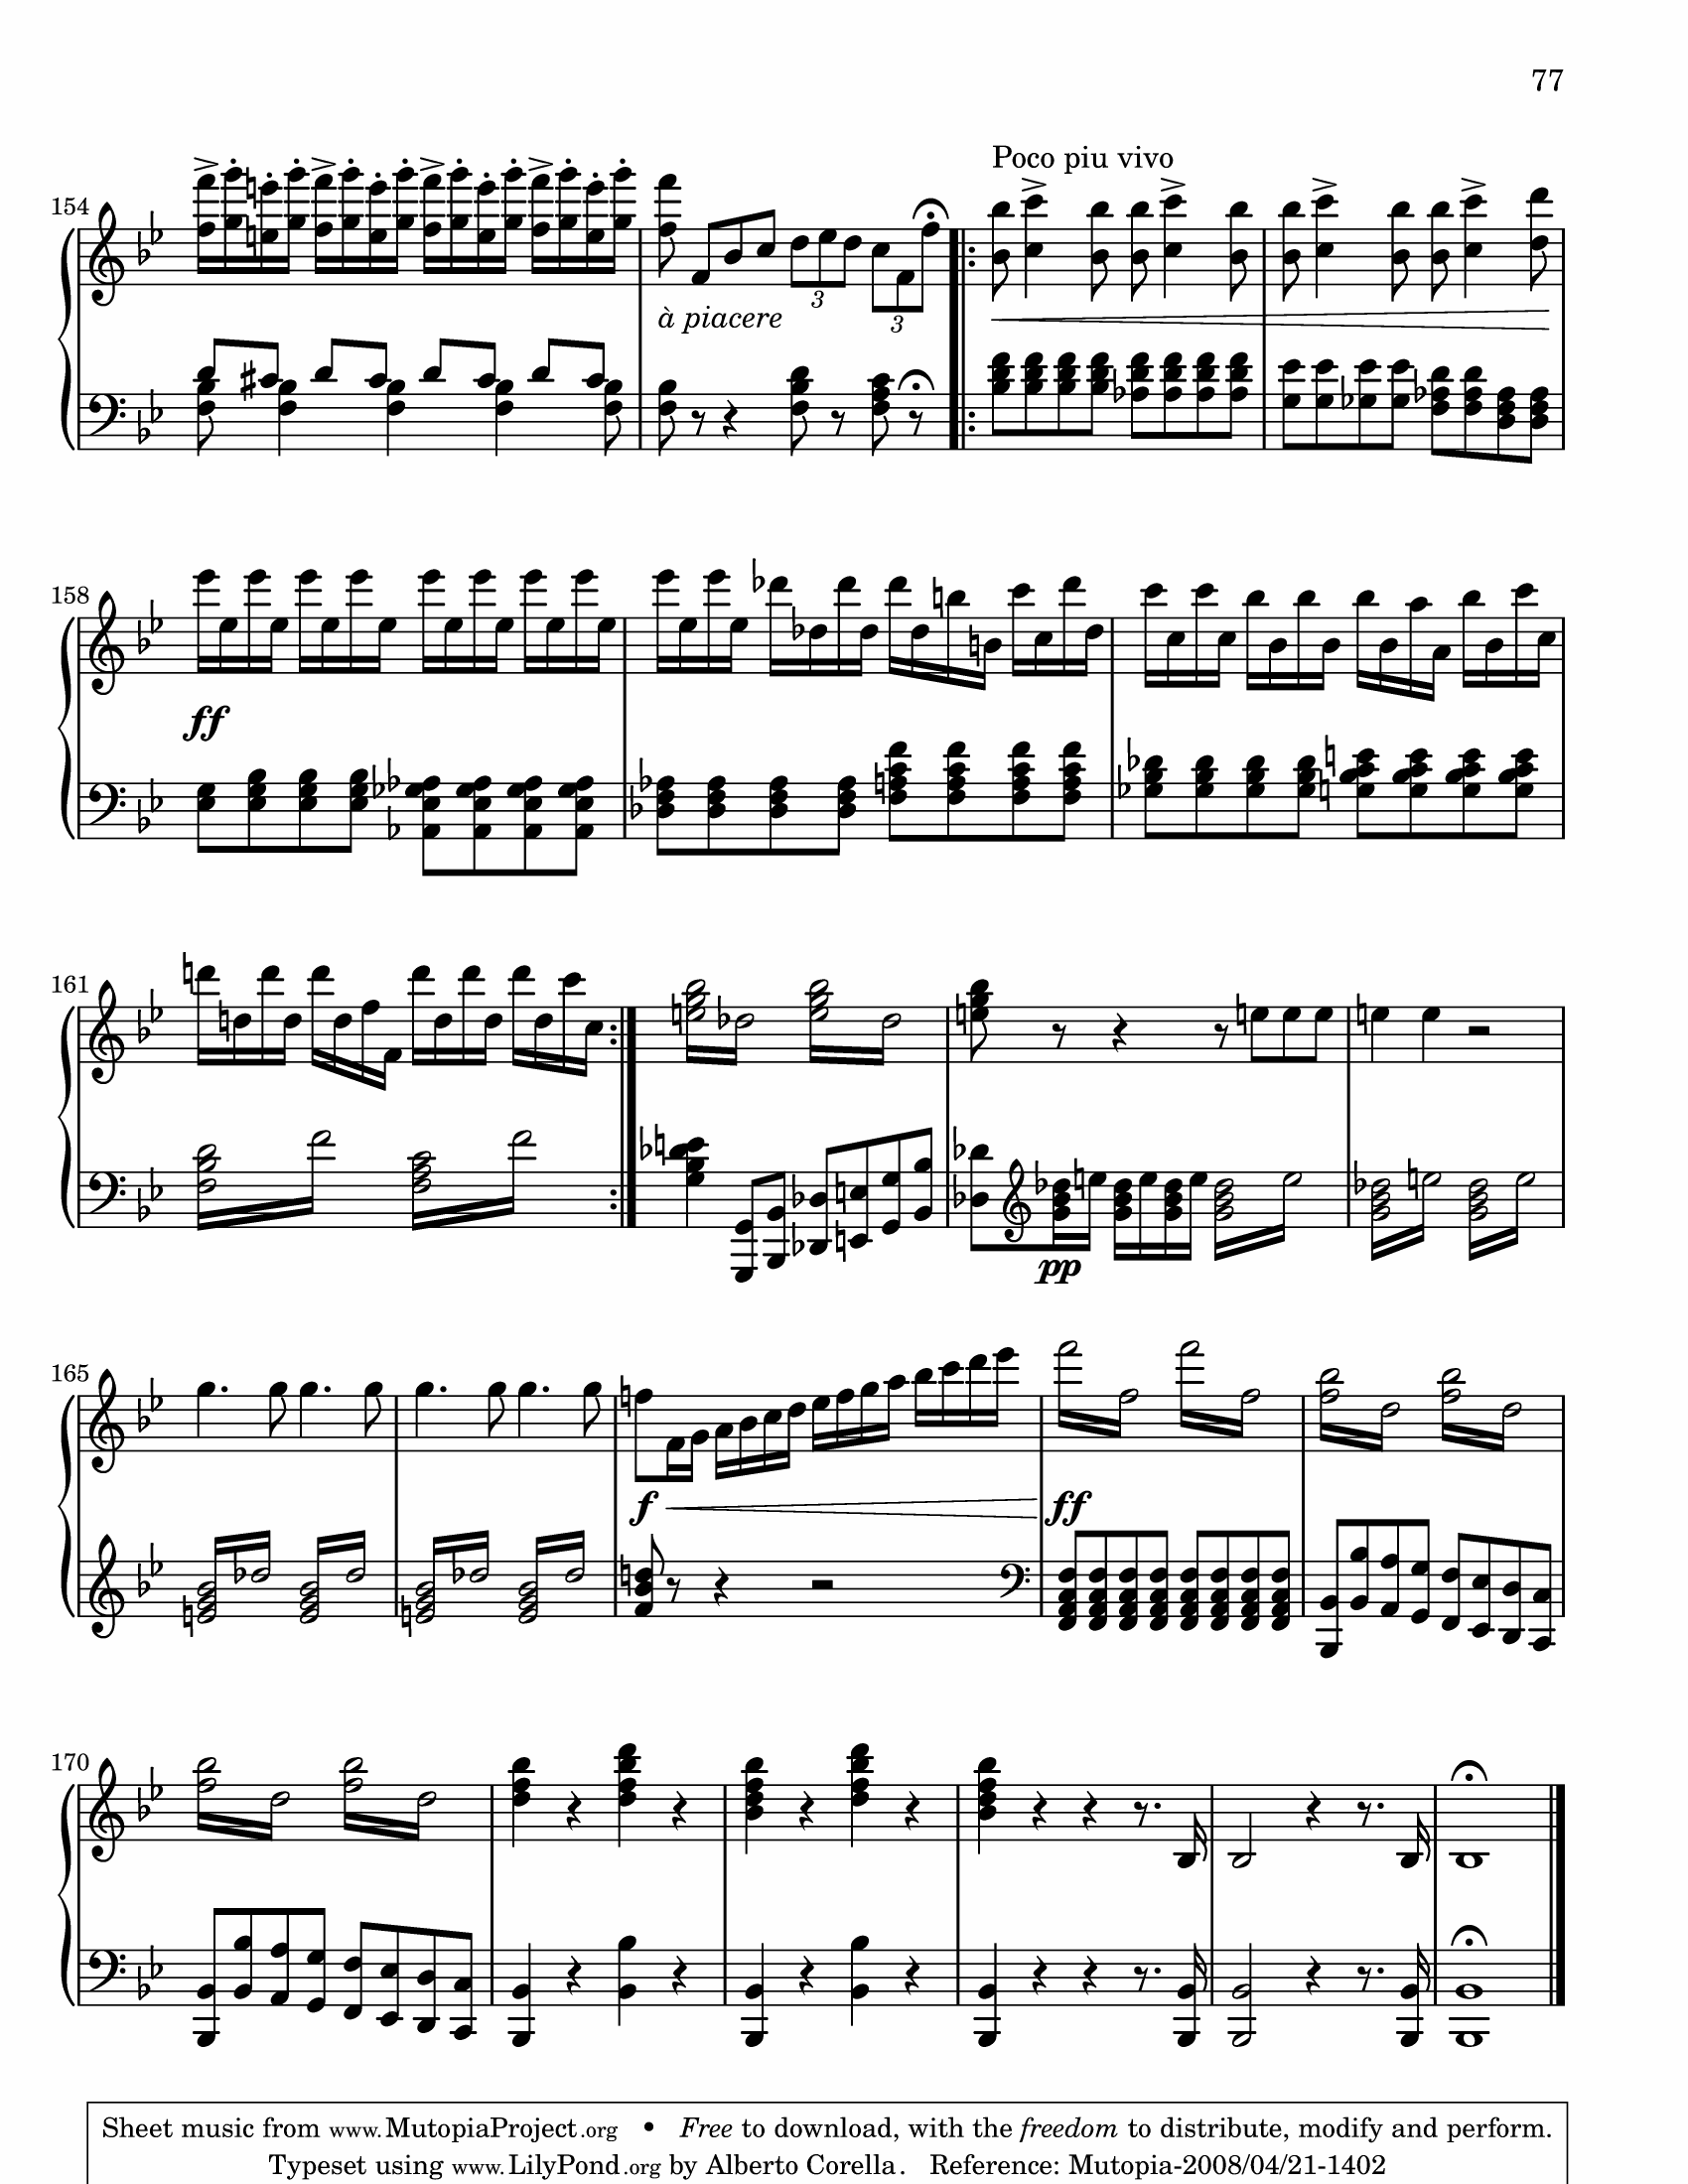 77
Poco piu vivo
154
à piacere
3
3
158
ff
161
pp
165
f
ff
170
Sheet music from www.MutopiaProject.org • Free to download, with the freedom to distribute, modify and perform.
Typeset using www.LilyPond.org by Alberto Corella. Reference: Mutopia-2008/04/21-1402